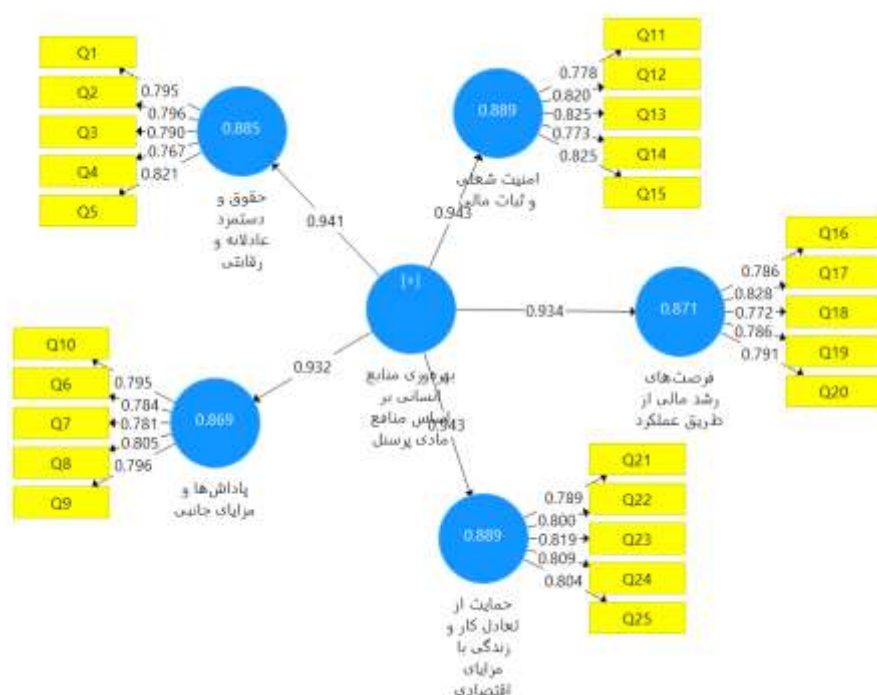 Q1
Q2
Q3
Q4
Q5
0.795
0.796
0.790
0.767
0.821
0.885
حقوق و
دستمزد
عادلانه و
رقابتی
0.941
Q11
Q12
Q13
Q14
Q15
0.778
0.820
0.825
0.773
0.825
0.889
امنیت شغلی
و ثبات مالی
0.943
Q16
Q17
Q18
Q19
Q20
0.786
0.828
0.772
0.786
0.791
0.871
فرصت‌های
رشد مالی از
طریق عملکرد
0.934
[+]
بهره‌وری منابع
انسانی بر
اساس منافع
مادی پرسنل
0.932
Q10
Q6
Q7
Q8
Q9
0.795
0.784
0.781
0.805
0.796
0.869
پاداش‌ها و
مزایای جانبی
0.943
Q21
Q22
Q23
Q24
Q25
0.789
0.800
0.819
0.809
0.804
0.889
حمایت از
تعادل کار و
زندگی با
مزایای
اقتصادی